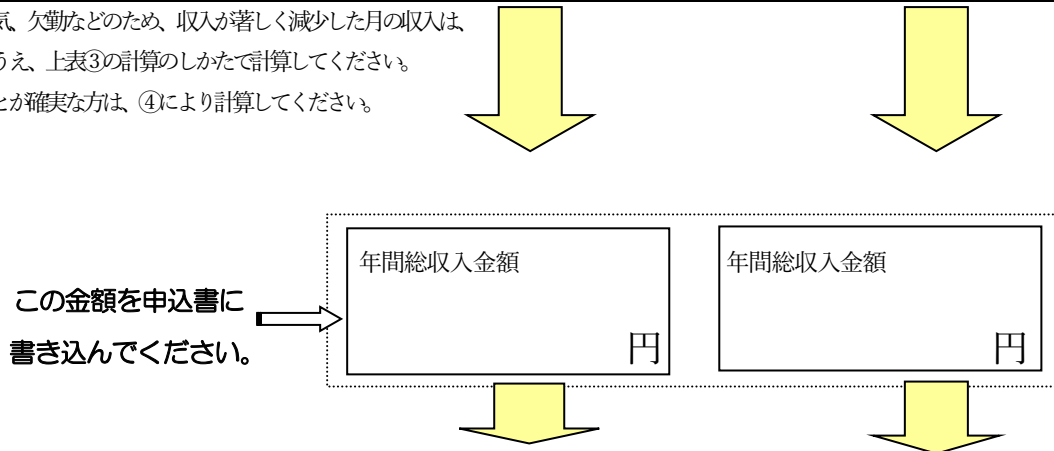 気、欠勤などのため、収入が著しく減少した月の収入は、
うえ、上表③の計算のしかたで計算してください。
とが確実な方は、④により計算してください。
年間総収入金額
年間総収入金額
この金額を申込書に
書き込んでください。
円
円